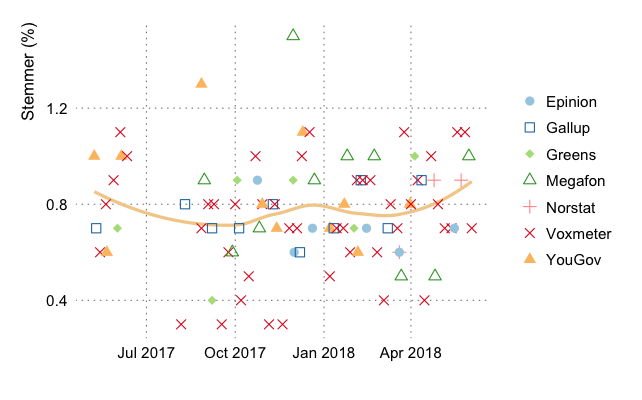 Stemmer (%)
1.2
0.8
0.4
Jul 2017
Oct 2017
Jan 2018
Apr 2018
Epinion
Gallup
Greens
Megafon
Norstat
Voxmeter
YouGov